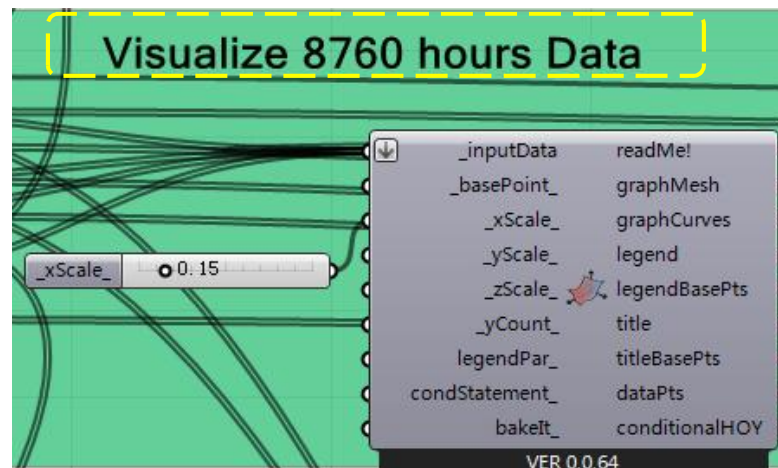 Visualize 8760 hours Data
_inputData readMe!
_basePoint_ graphMesh
_xScale_ graphCurves
_yScale_ legend
_xScale_ 0.15
_zScale_ legendBasePts
_yCount_ title
legendPar_ titleBasePts
condStatement_ dataPts
bakeIt_ conditionalHOY
VER 0.0.64